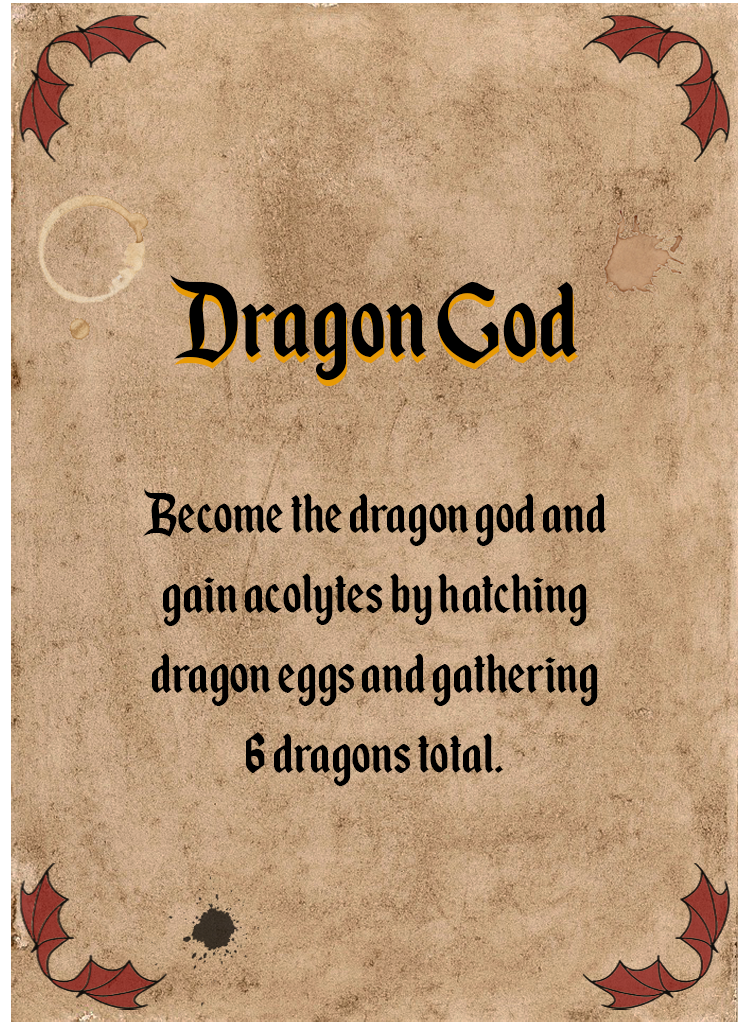 Dragon God
Become the dragon god and
gain acolytes by hatching
dragon eggs and gathering
6 dragons total.